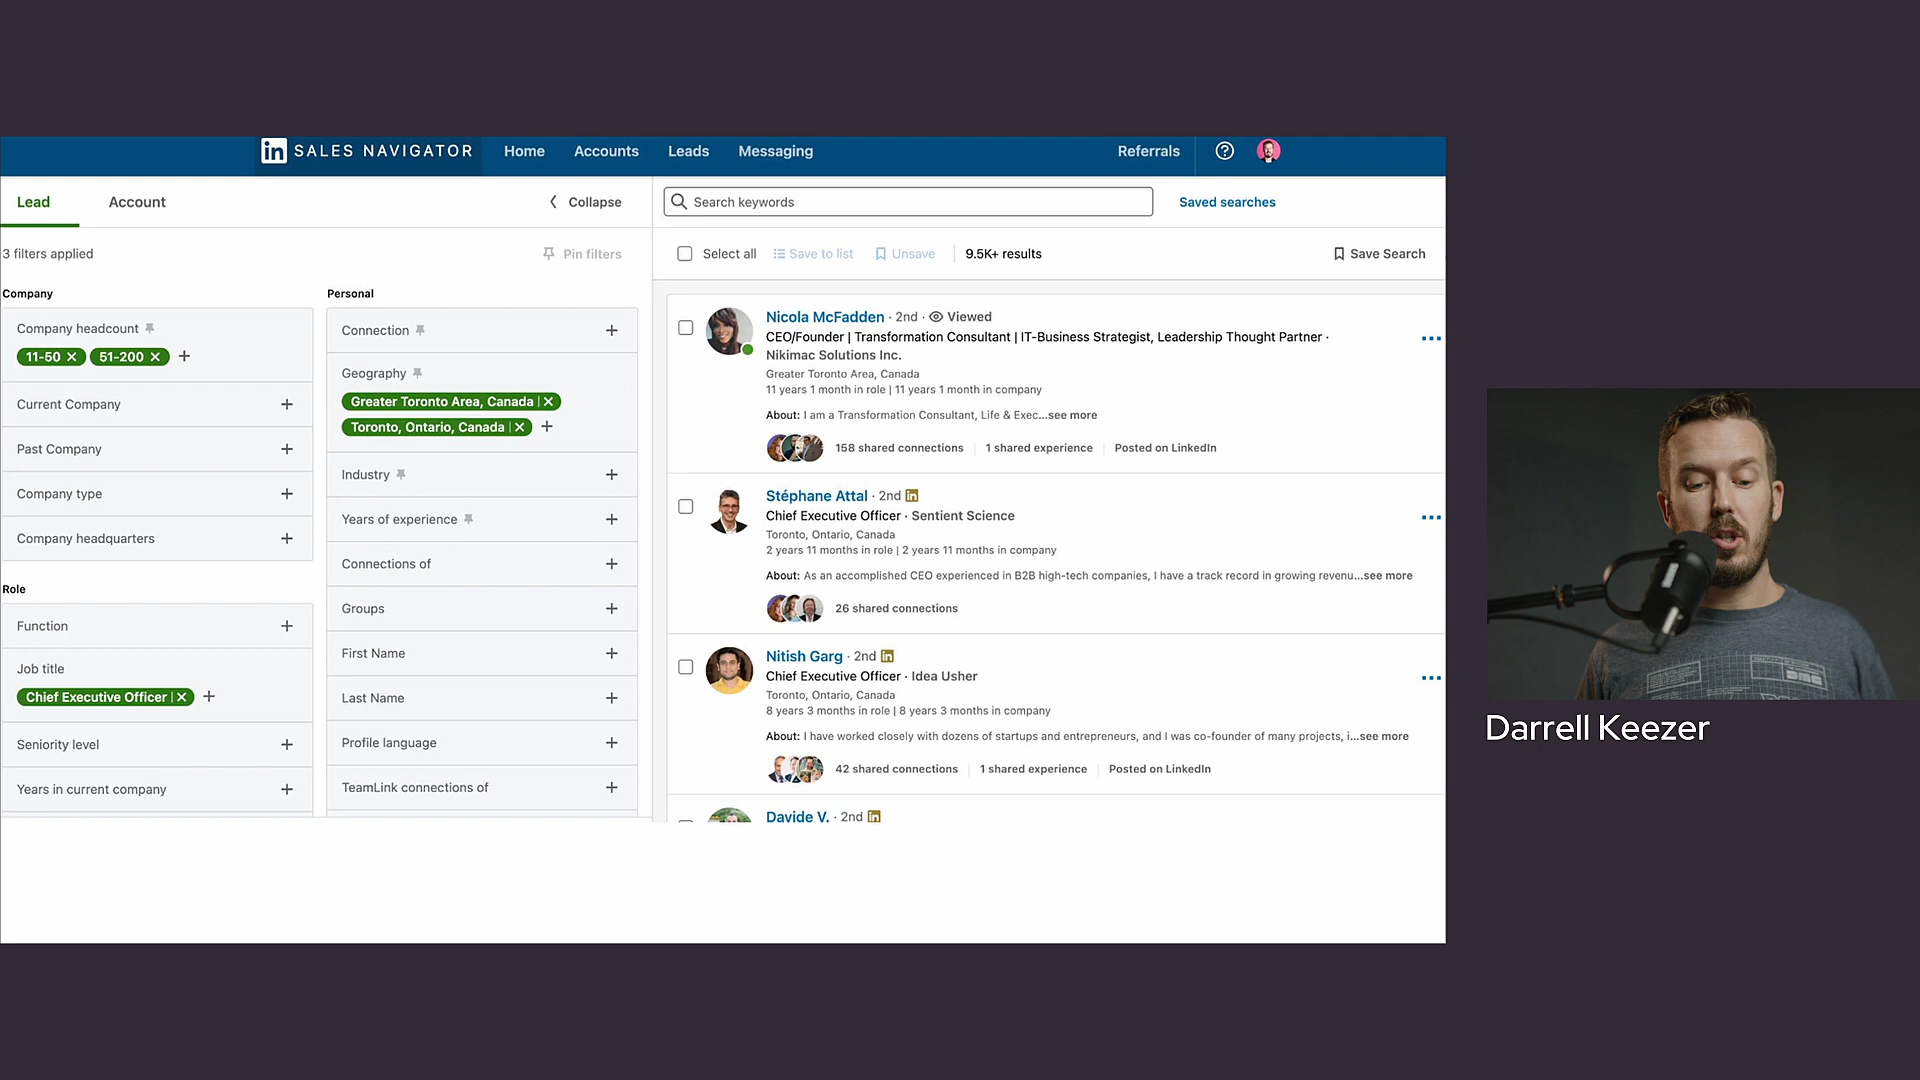 in SALES NAVIGATOR
Home
Accounts
Leads
Messaging
Referrals
Lead
Account
Collapse
Search keywords
Saved searches
3 filters applied
Pin filters
Select all
Save to list
Unsave
9.5K+ results
Save Search
Company
Company headcount
11-50
51-200
Current Company
Past Company
Company type
Company headquarters
Role
Function
Job title
Chief Executive Officer
Seniority level
Years in current company
Personal
Connection
Geography
Greater Toronto Area, Canada
Toronto, Ontario, Canada
Industry
Years of experience
Connections of
Groups
First Name
Last Name
Profile language
TeamLink connections of
Nicola McFadden · 2nd · Viewed
CEO/Founder | Transformation Consultant | IT-Business Strategist, Leadership Thought Partner ·
Nikimac Solutions Inc.
Greater Toronto Area, Canada
11 years 1 month in role | 11 years 1 month in company
About: I am a Transformation Consultant, Life & Exec...see more
158 shared connections
1 shared experience
Posted on LinkedIn
Stéphane Attal · 2nd in
Chief Executive Officer · Sentient Science
Toronto, Ontario, Canada
2 years 11 months in role | 2 years 11 months in company
About: As an accomplished CEO experienced in B2B high-tech companies, I have a track record in growing revenu...see more
26 shared connections
Nitish Garg · 2nd in
Chief Executive Officer · Idea Usher
Toronto, Ontario, Canada
8 years 3 months in role | 8 years 3 months in company
About: I have worked closely with dozens of startups and entrepreneurs, and I was co-founder of many projects, i...see more
42 shared connections
1 shared experience
Posted on LinkedIn
Davide V. · 2nd in
Darrell Keezer